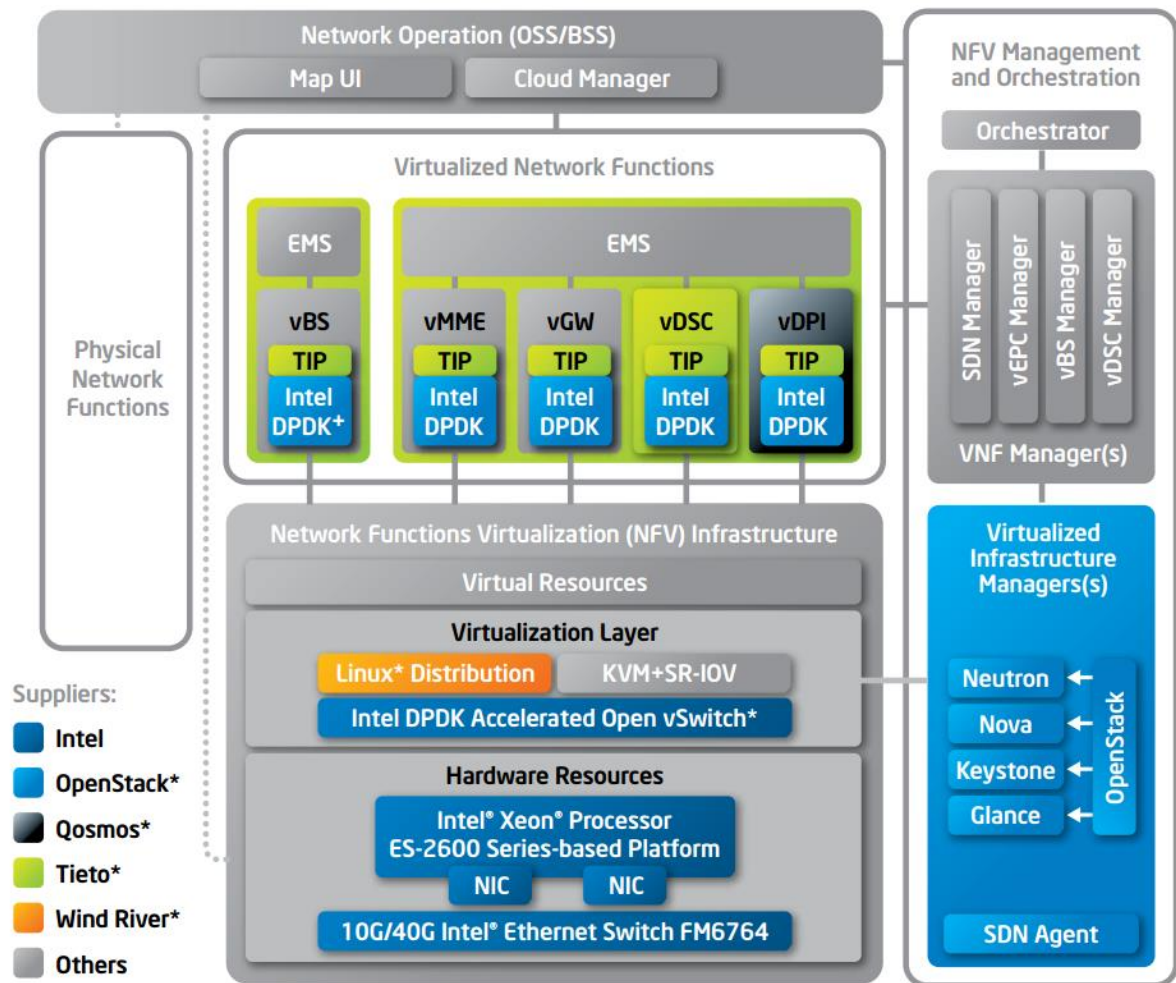 Network Operation (OSS/BSS)
Map UI
Cloud Manager
NFV Management
and Orchestration
Orchestrator
SDN Manager
vEPC Manager
vBS Manager
vDSC Manager
VNF Manager(s)
Physical
Network
Functions
Virtualized Network Functions
EMS
EMS
vBS
TIP
Intel
DPDK+
vMME
TIP
Intel
DPDK
vGW
TIP
Intel
DPDK
vDSC
TIP
Intel
DPDK
vDPI
TIP
Intel
DPDK
Network Functions Virtualization (NFV) Infrastructure
Virtual Resources
Virtualization Layer
Linux* Distribution
KVM+SR-IOV
Intel DPDK Accelerated Open vSwitch*
Hardware Resources
Intel® Xeon® Processor
ES-2600 Series-based Platform
NIC
NIC
10G/40G Intel® Ethernet Switch FM6764
Virtualized
Infrastructure
Managers(s)
Neutron
Nova
Keystone
Glance
OpenStack
SDN Agent
Suppliers:
Intel
OpenStack*
Qosmos*
Tieto*
Wind River*
Others